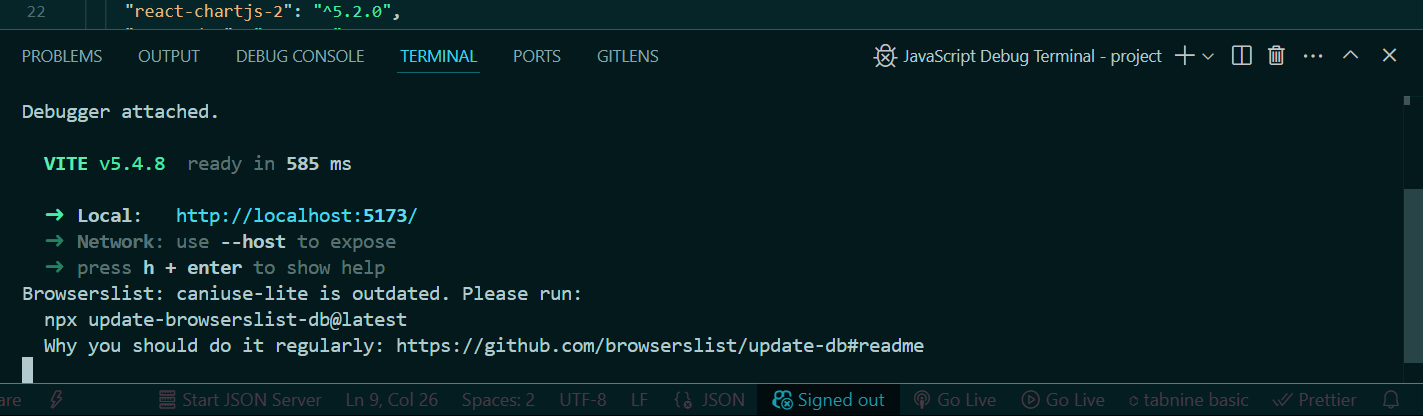 22 "react-chartjs-2": "^5.2.0",
PROBLEMS OUTPUT DEBUG CONSOLE TERMINAL PORTS GITLENS JavaScript Debug Terminal - project
Debugger attached.
VITE v5.4.8 ready in 585 ms
➜ Local: http://localhost:5173/
➜ Network: use --host to expose
➜ press h + enter to show help
Browserslist: caniuse-lite is outdated. Please run:
npx update-browserslist-db@latest
Why you should do it regularly: https://github.com/browserslist/update-db#readme
are Start JSON Server Ln 9, Col 26 Spaces: 2 UTF-8 LF {} JSON Signed out Go Live Go Live tabnine basic Prettier